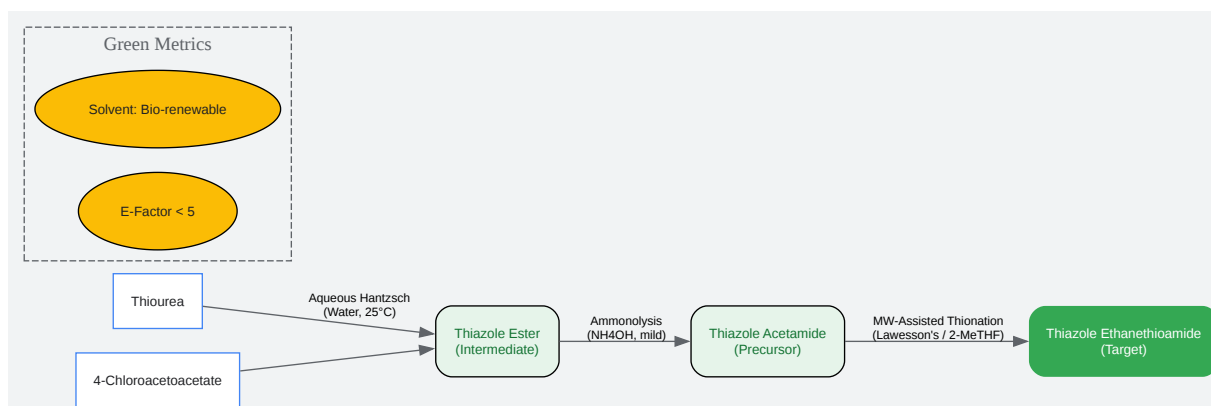 Green Metrics
Solvent: Bio-renewable
E-Factor < 5
Thiourea
4-Chloroacetoacetate
Aqueous Hantzsch
(Water, 25°C)
Thiazole Ester
(Intermediate)
Ammonolysis
(NH4OH, mild)
Thiazole Acetamide
(Precursor)
MW-Assisted Thionation
(Lawesson's / 2-MeTHF)
Thiazole Ethanethioamide
(Target)